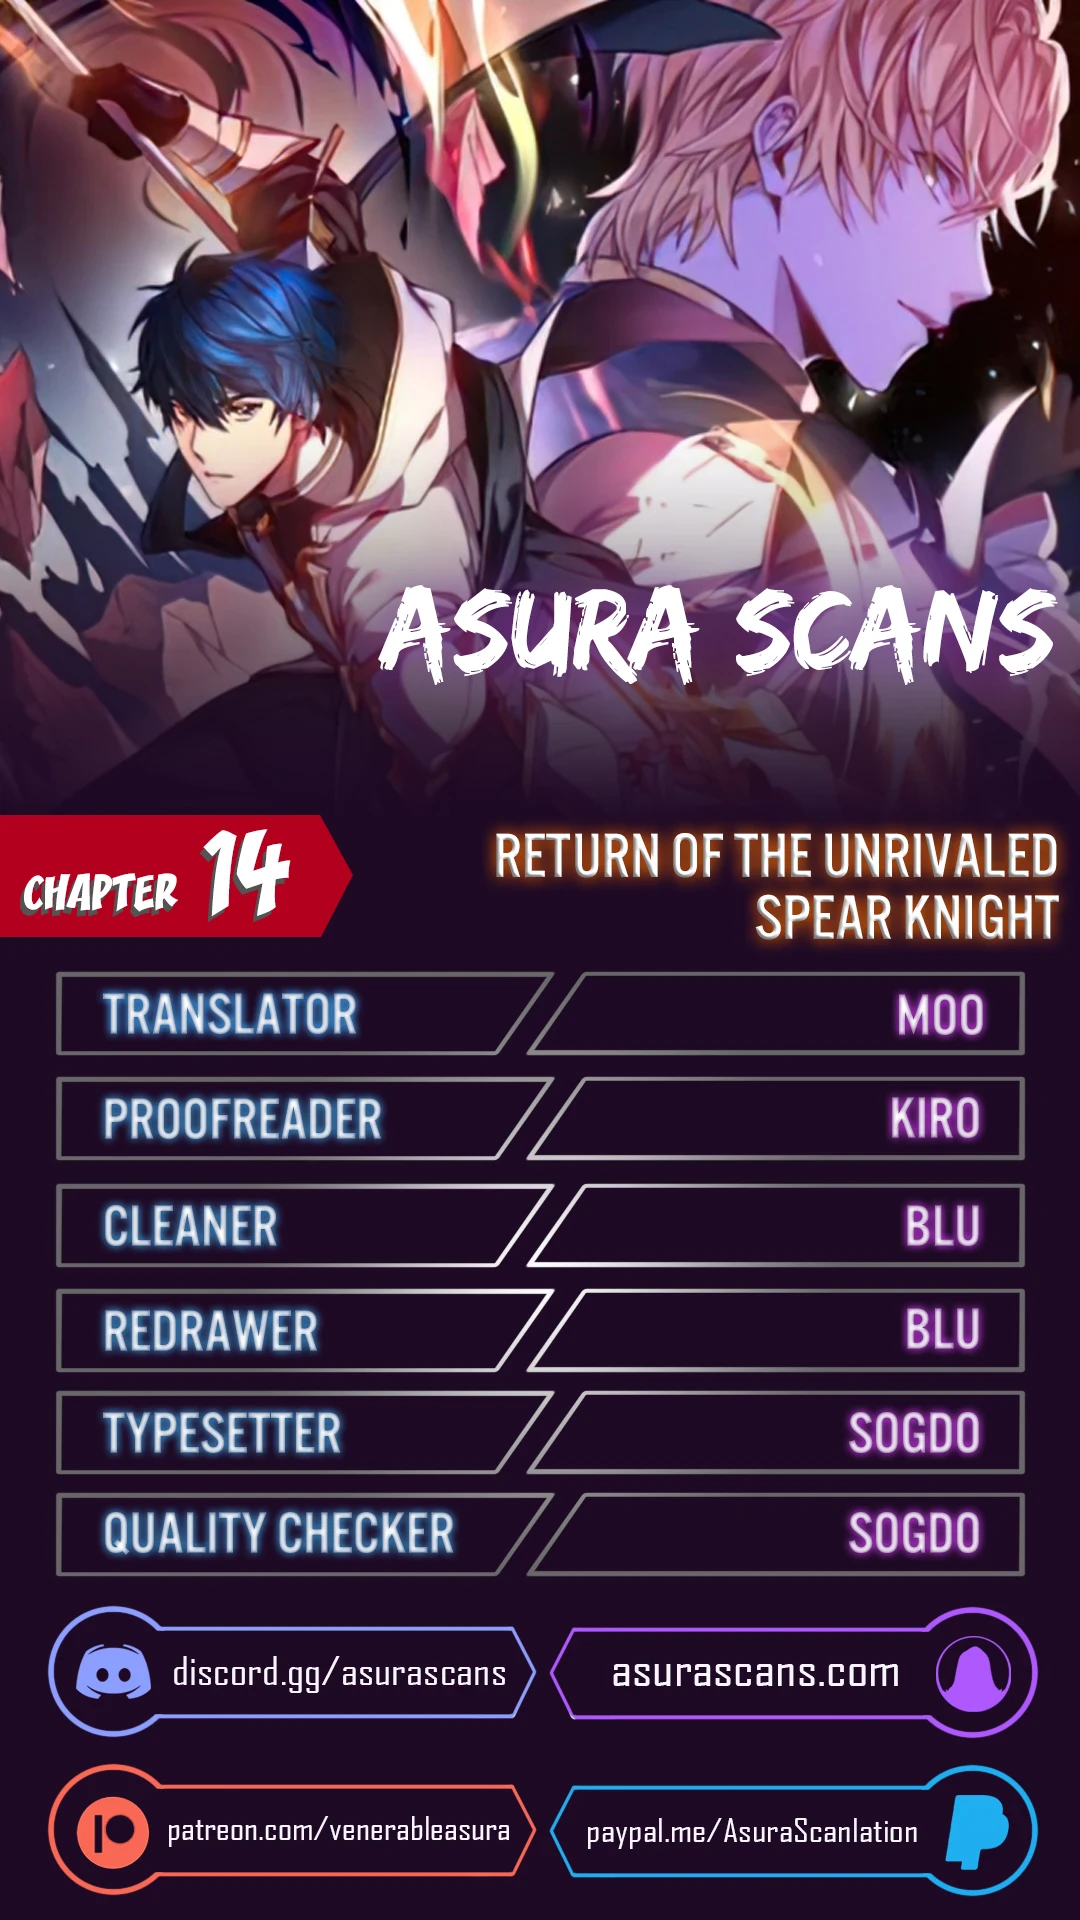 ASURA SCANS
CHAPTER 14
RETURN OF THE UNRIVALED
SPEAR KNIGHT
TRANSLATOR MOO
PROOFREADER KIRO
CLEANER BLU
REDRAWER BLU
TYPESETTER SOGDO
QUALITY CHECKER SOGDO
discord.gg/asurascans
asurascans.com
patreon.com/venerableasura
paypal.me/AsuraScanlation